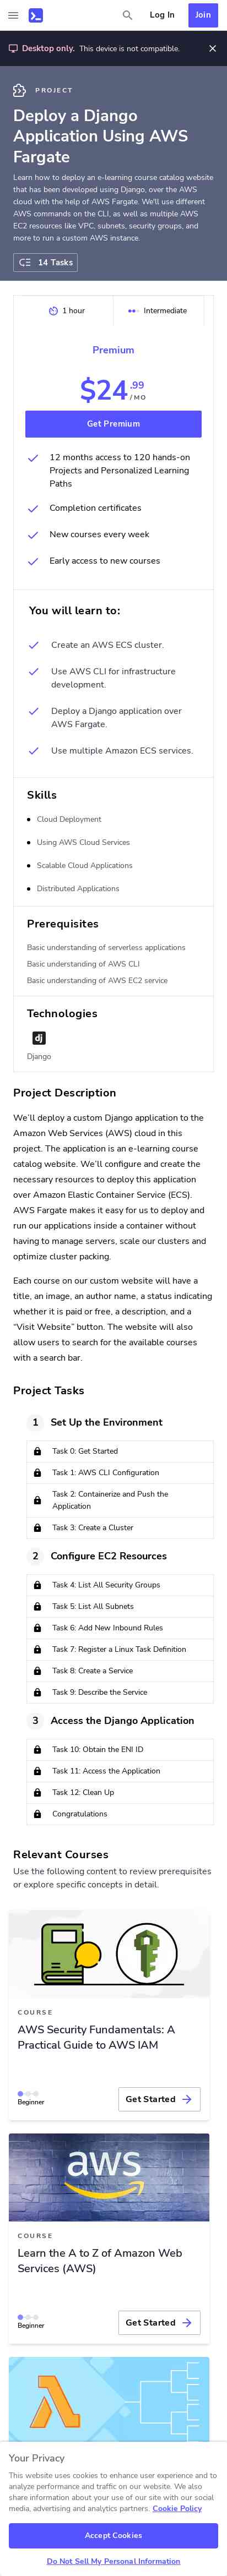 Log In
Join
Desktop only. This device is not compatible.
PROJECT
Deploy a Django
Application Using AWS
Fargate
Learn how to deploy an e-learning course catalog website
that has been developed using Django, over the AWS
cloud with the help of AWS Fargate. We'll use different
AWS commands on the CLI, as well as multiple AWS
EC2 resources like VPC, subnets, security groups, and
more to run a custom AWS instance.
14 Tasks
1 hour
Intermediate
Premium
$24.99
/ MO
Get Premium
12 months access to 120 hands-on
Projects and Personalized Learning
Paths
Completion certificates
New courses every week
Early access to new courses
You will learn to:
Create an AWS ECS cluster.
Use AWS CLI for infrastructure
development.
Deploy a Django application over
AWS Fargate.
Use multiple Amazon ECS services.
Skills
Cloud Deployment
Using AWS Cloud Services
Scalable Cloud Applications
Distributed Applications
Prerequisites
Basic understanding of serverless applications
Basic understanding of AWS CLI
Basic understanding of AWS EC2 service
Technologies
dj
Django
Project Description
We’ll deploy a custom Django application to the
Amazon Web Services (AWS) cloud in this
project. The application is an e-learning course
catalog website. We’ll configure and create the
necessary resources to deploy this application
over Amazon Elastic Container Service (ECS).
AWS Fargate makes it easy for us to deploy and
run our applications inside a container without
having to manage servers, scale our clusters and
optimize cluster packing.
Each course on our custom website will have a
title, an image, an author name, a status indicating
whether it is paid or free, a description, and a
“Visit Website” button. The website will also
allow users to search for the available courses
with a search bar.
Project Tasks
1
Set Up the Environment
Task 0: Get Started
Task 1: AWS CLI Configuration
Task 2: Containerize and Push the
Application
Task 3: Create a Cluster
2
Configure EC2 Resources
Task 4: List All Security Groups
Task 5: List All Subnets
Task 6: Add New Inbound Rules
Task 7: Register a Linux Task Definition
Task 8: Create a Service
Task 9: Describe the Service
3
Access the Django Application
Task 10: Obtain the ENI ID
Task 11: Access the Application
Task 12: Clean Up
Congratulations
Relevant Courses
Use the following content to review prerequisites
or explore specific concepts in detail.
COURSE
AWS Security Fundamentals: A
Practical Guide to AWS IAM
Beginner
Get Started
aws
COURSE
Learn the A to Z of Amazon Web
Services (AWS)
Beginner
Get Started
Your Privacy
This website uses cookies to enhance user experience and to
analyze performance and traffic on our website. We also
share information about your use of our site with our social
media, advertising and analytics partners. Cookie Policy
Accept Cookies
Do Not Sell My Personal Information